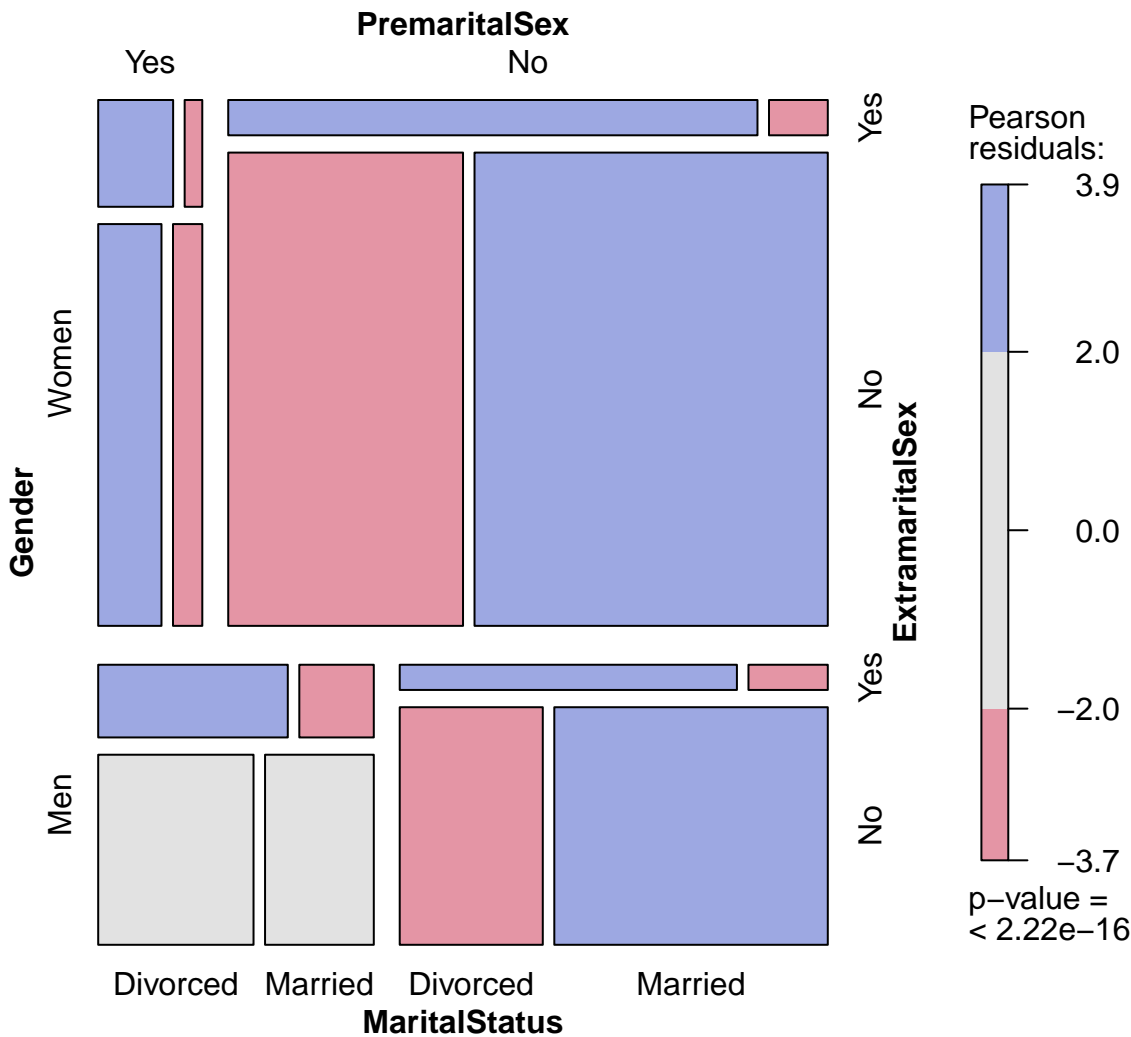 PremaritalSex
Yes No
Yes
No
Women
Gender
ExtramaritalSex
Yes
No
Men
Divorced Married Divorced Married
MaritalStatus
Pearson
residuals:
3.9
2.0
0.0
−2.0
−3.7
p−value =
< 2.22e−16